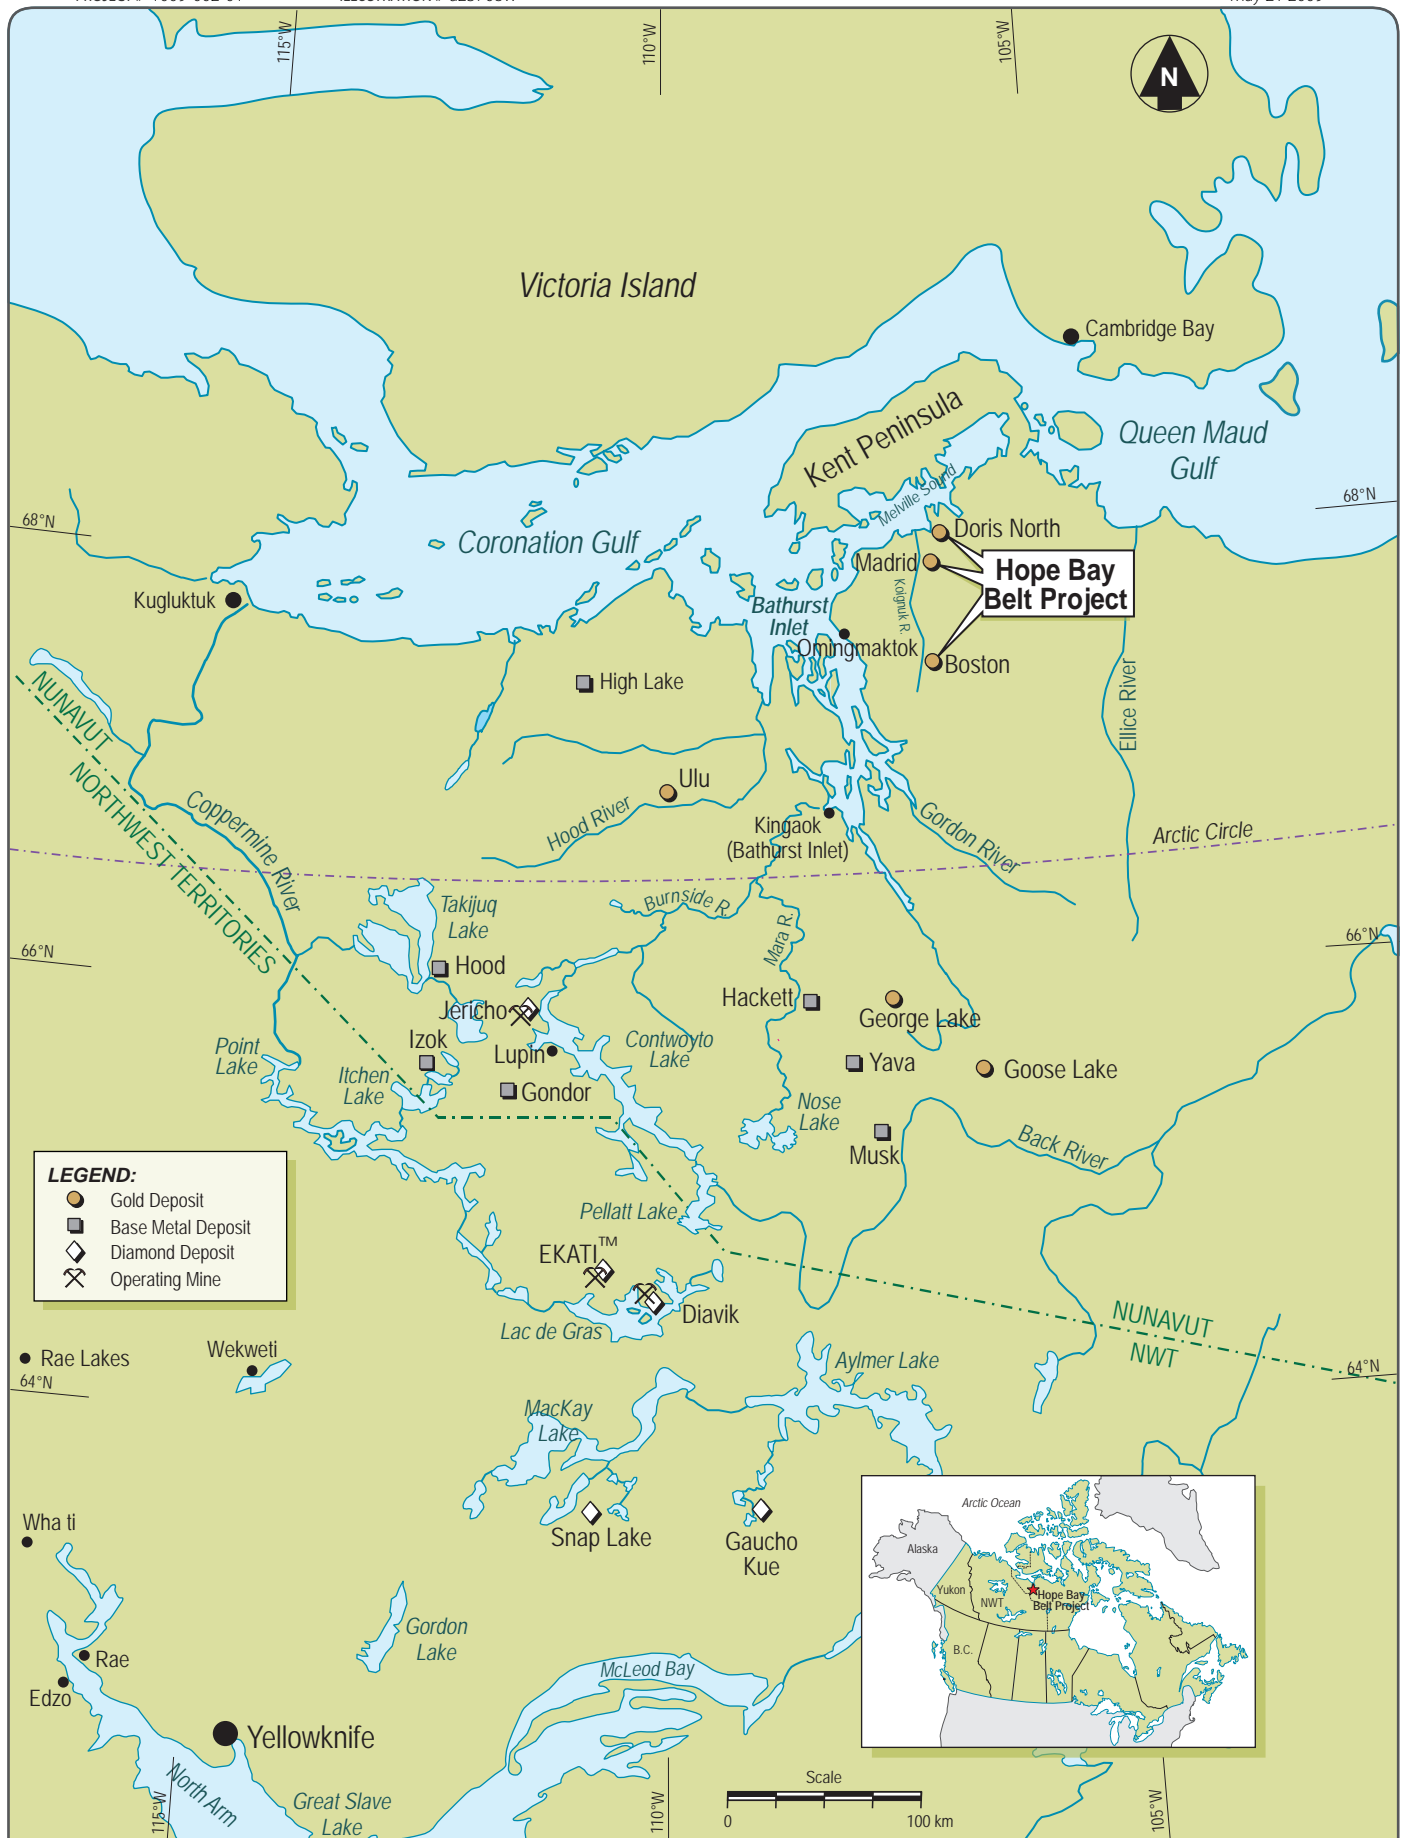 115°W
110°W
105°W
N
Victoria Island
Cambridge Bay
Kent Peninsula
Queen Maud
Gulf
Melville Sound
68°N
68°N
Coronation Gulf
Doris North
Madrid
Hope Bay
Belt Project
Koignuk R.
Kugluktuk
Bathurst
Inlet
Omingmaktok
Boston
High Lake
Ellice River
NUNAVUT
NORTHWEST TERRITORIES
Ulu
Coppermine River
Hood River
Kingaok
(Bathurst Inlet)
Gordon River
Arctic Circle
Takijuq
Lake
Burnside R.
Mara R.
66°N
66°N
Hood
Hackett
George Lake
Jericho
Izok
Lupin
Contwoyto
Lake
Point
Lake
Itchen
Lake
Yava
Goose Lake
Gondor
Nose
Lake
Musk
Back River
LEGEND:
Gold Deposit
Base Metal Deposit
Diamond Deposit
Operating Mine
Pellatt Lake
EKATI™
Diavik
Lac de Gras
NUNAVUT
NWT
Rae Lakes
Wekweti
64°N
64°N
Aylmer Lake
MacKay
Lake
Snap Lake
Gaucho
Kue
Wha ti
Arctic Ocean
Alaska
Yukon
NWT
Hope Bay
Belt Project
B.C.
Gordon
Lake
Rae
Edzo
McLeod Bay
Yellowknife
North Arm
Great Slave
Lake
Scale
0 100 km
115°W
110°W
105°W